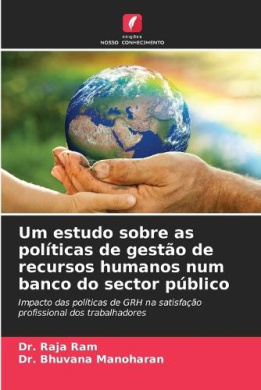 edições
NOSSO CONHECIMENTO
Um estudo sobre as
políticas de gestão de
recursos humanos num
banco do sector público
Impacto das políticas de GRH na satisfação
profissional dos trabalhadores
Dr. Raja Ram
Dr. Bhuvana Manoharan